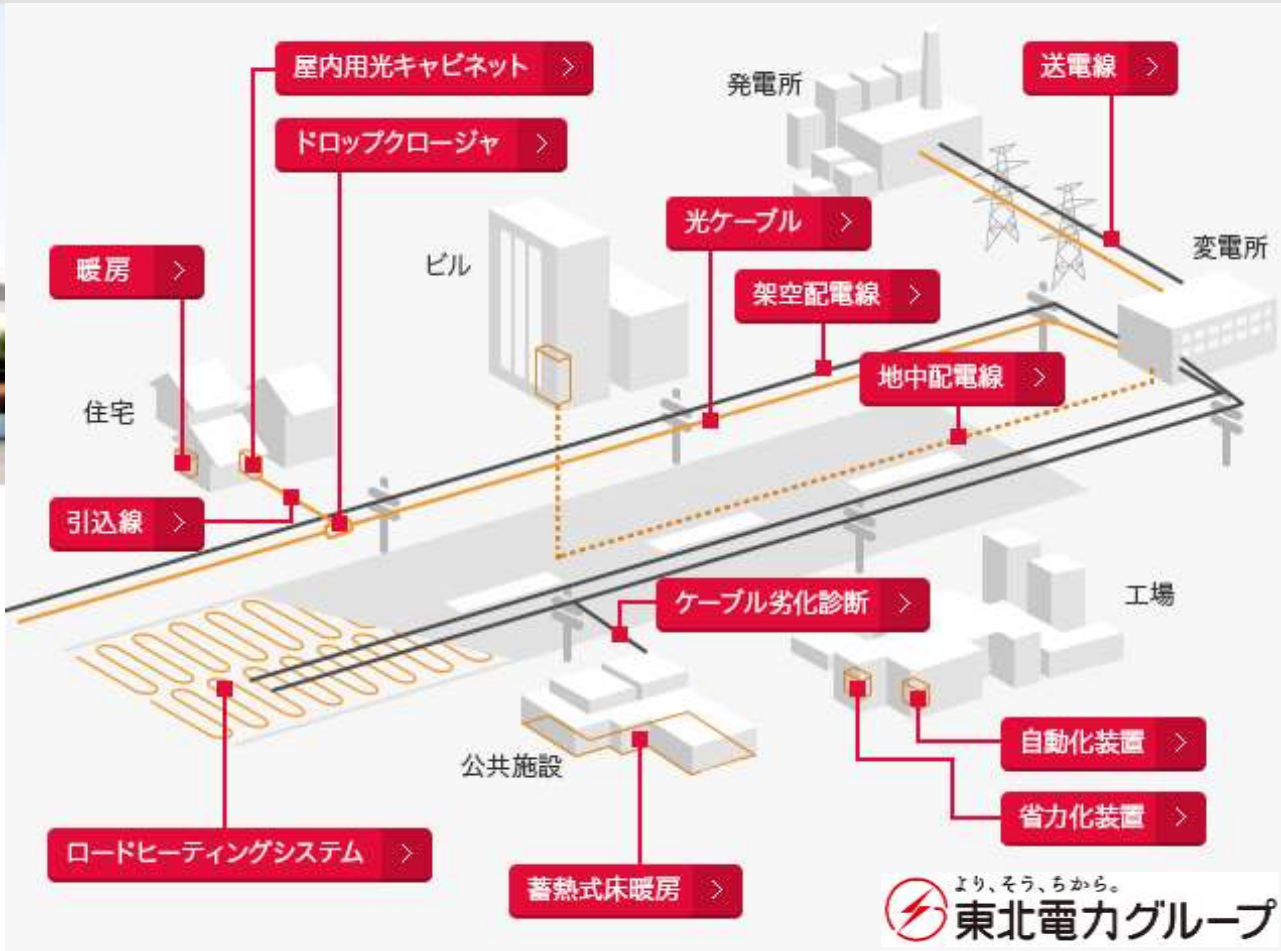 屋内用光キャビネット
送電線
発電所
ドロップクロージャ
光ケーブル
変電所
暖房
ビル
架空配電線
地中配電線
住宅
引込線
ケーブル劣化診断
工場
自動化装置
公共施設
省力化装置
ロードヒーティングシステム
蓄熱式床暖房
より、そう、ちから。
東北電力グループ